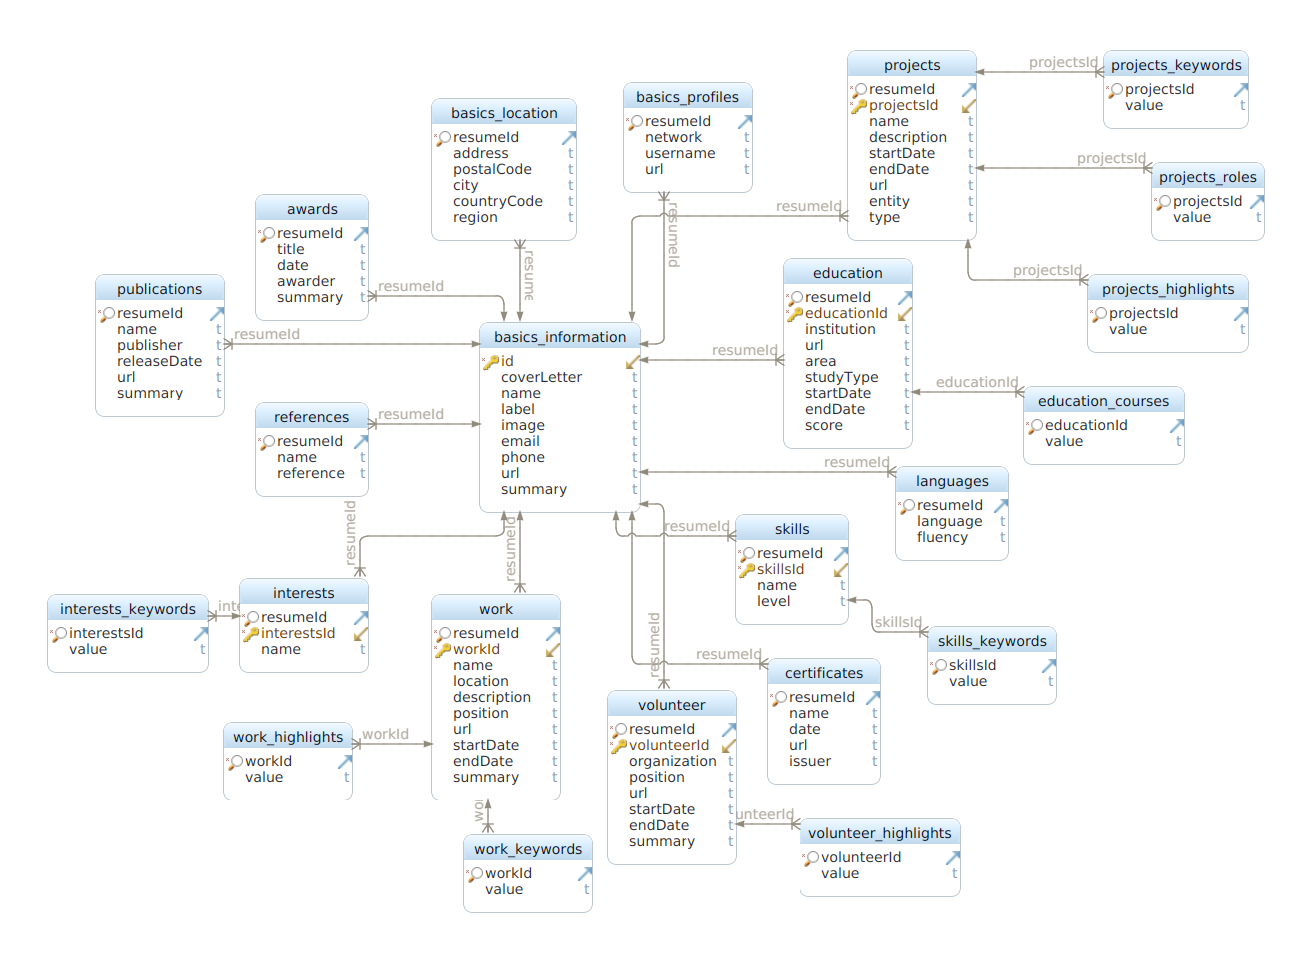 projects
resumeId
projectsId
name
description
startDate
endDate
url
entity
type
projectsId
projects_keywords
projectsId
value
projectsId
projects_roles
projectsId
value
projectsId
projects_highlights
projectsId
value
basics_profiles
resumeId
network
username
url
resumeId
resumeId
basics_location
resumeId
address
postalCode
city
countryCode
region
resume
awards
resumeId
title
date
awarder
summary
resumeId
publications
resumeId
name
publisher
releaseDate
url
summary
resumeId
education
resumeId
educationId
institution
url
area
studyType
startDate
endDate
score
resumeId
educationId
education_courses
educationId
value
basics_information
id
coverLetter
name
label
image
email
phone
url
summary
references
resumeId
name
reference
resumeId
resumeId
languages
resumeId
language
fluency
resumeId
skills
resumeId
skillsId
name
level
skillsId
skills_keywords
skillsId
value
resumeId
interests
resumeId
interestsId
name
inte
interests_keywords
interestsId
value
resumeId
work
resumeId
workId
name
location
description
position
url
startDate
endDate
summary
workId
work_highlights
workId
value
wor
work_keywords
workId
value
resumeId
volunteer
resumeId
volunteerId
organization
position
url
startDate
endDate
summary
resumeId
certificates
resumeId
name
date
url
issuer
unteerId
volunteer_highlights
volunteerId
value